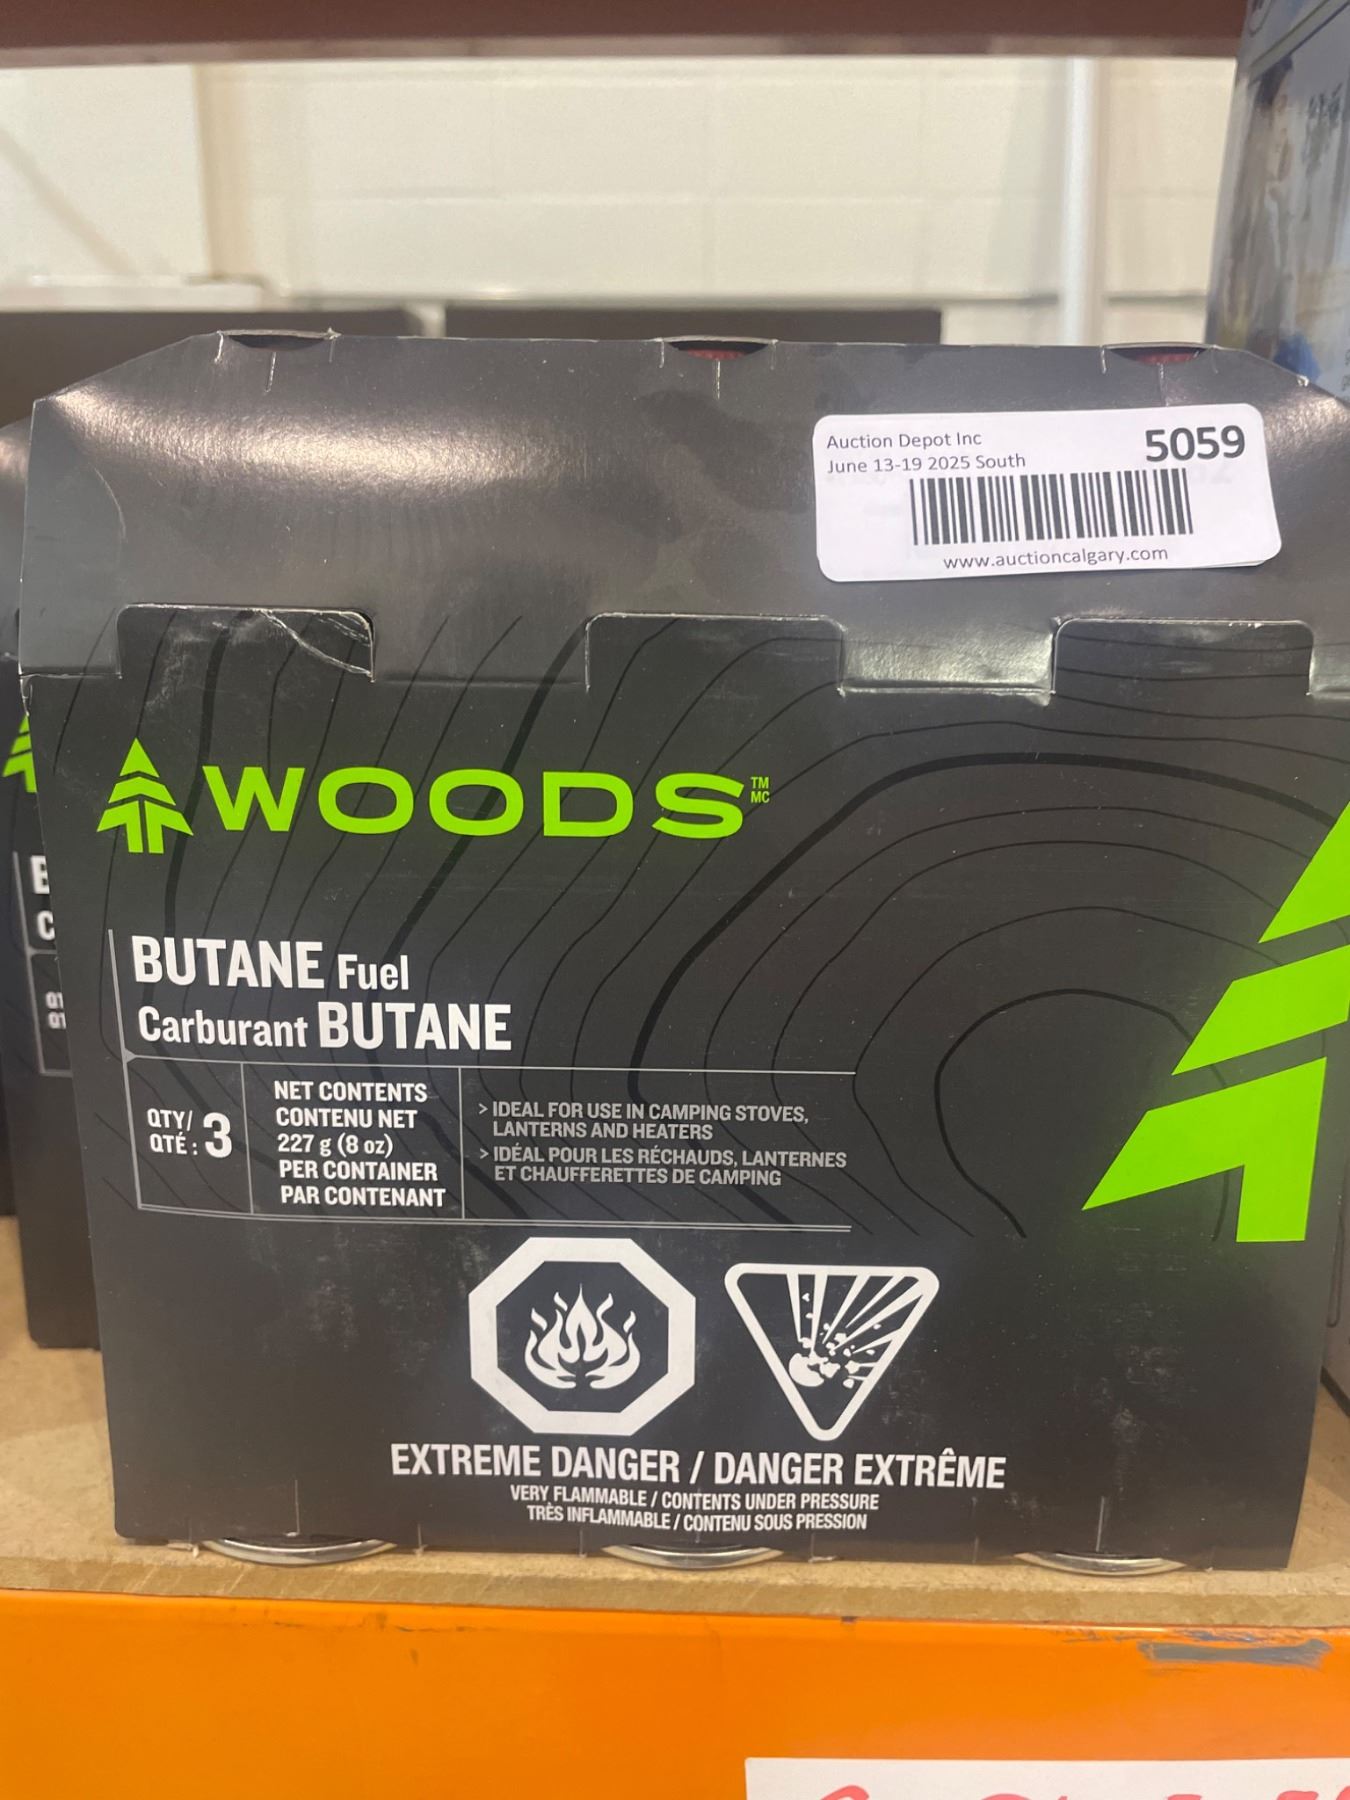 Auction Depot Inc
5059
June 13-19 2025 South
www.auctioncalgary.com
WOODS TM MC
BUTANE Fuel
Carburant BUTANE
QTY/ QTÉ : 3
NET CONTENTS
CONTENU NET
227 g (8 oz)
PER CONTAINER
PAR CONTENANT
> IDEAL FOR USE IN CAMPING STOVES,
LANTERNS AND HEATERS
> IDÉAL POUR LES RÉCHAUDS, LANTERNES
ET CHAUFFERETTES DE CAMPING
EXTREME DANGER / DANGER EXTRÊME
VERY FLAMMABLE / CONTENTS UNDER PRESSURE
TRÈS INFLAMMABLE / CONTENU SOUS PRESSION